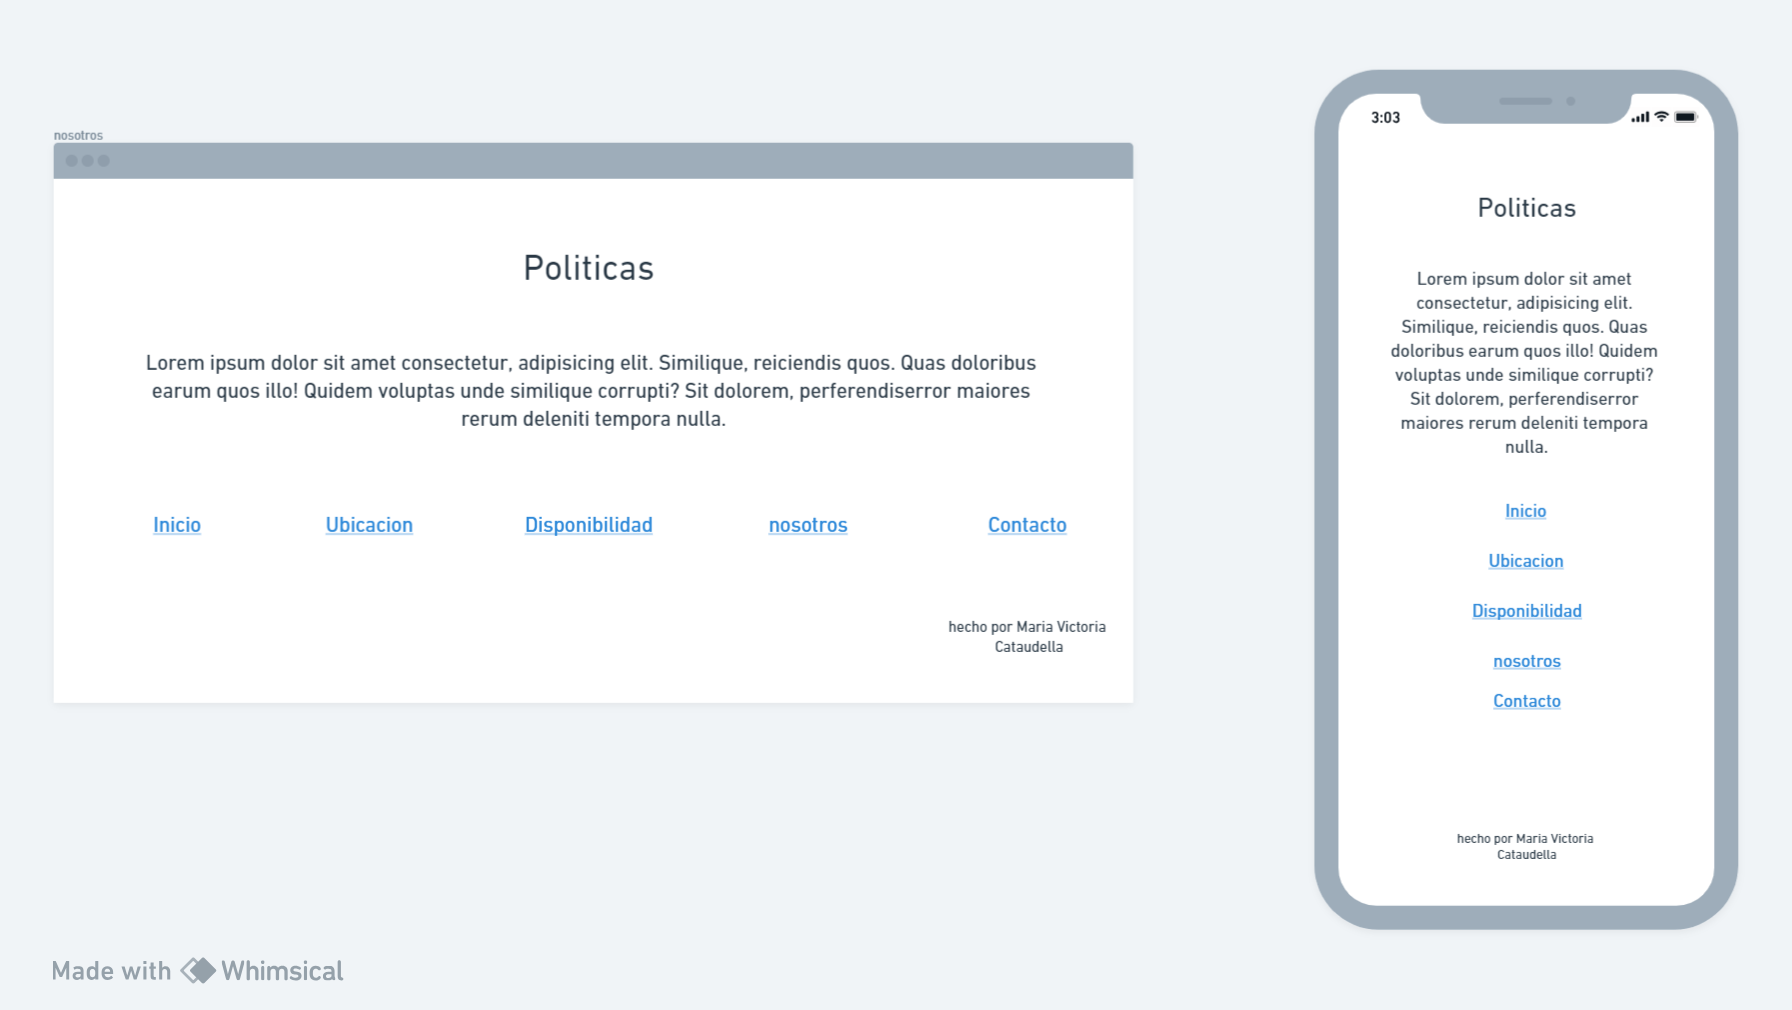 nosotros
Politicas
Lorem ipsum dolor sit amet consectetur, adipisicing elit. Similique, reiciendis quos. Quas doloribus
earum quos illo! Quidem voluptas unde similique corrupti? Sit dolorem, perferendiserror maiores
rerum deleniti tempora nulla.
Inicio
Ubicacion
Disponibilidad
nosotros
Contacto
hecho por Maria Victoria
Cataudella
3:03
Politicas
Lorem ipsum dolor sit amet
consectetur, adipisicing elit.
Similique, reiciendis quos. Quas
doloribus earum quos illo! Quidem
voluptas unde similique corrupti?
Sit dolorem, perferendiserror
maiores rerum deleniti tempora
nulla.
Inicio
Ubicacion
Disponibilidad
nosotros
Contacto
hecho por Maria Victoria
Cataudella
Made with Whimsical